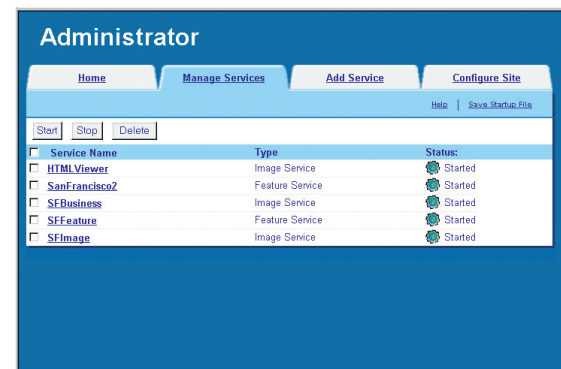 Administrator
Home Manage Services Add Service Configure Site
Help | Save Startup File
Start Stop Delete
Service Name Type Status:
HTMLViewer Image Service Started
SanFrancisco2 Feature Service Started
SFBusiness Image Service Started
SFFeature Feature Service Started
SFImage Image Service Started